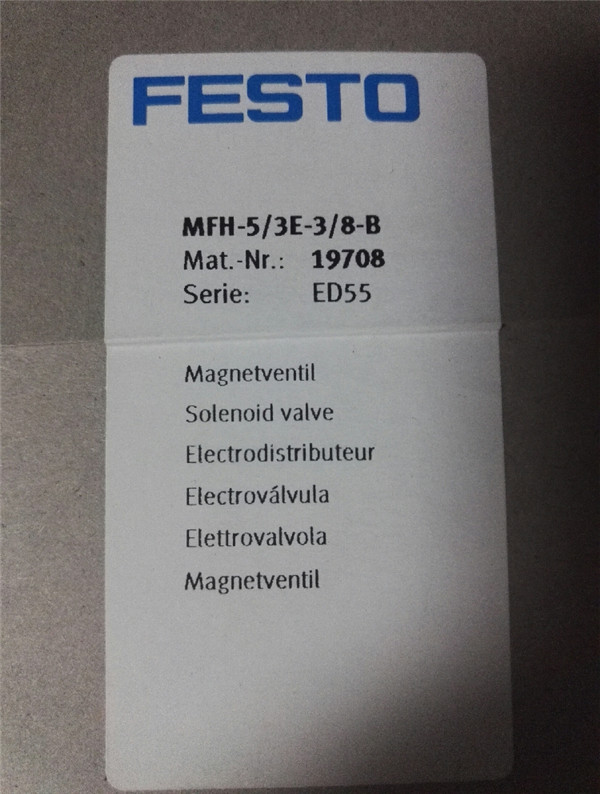 FESTO
MFH-5/3E-3/8-B
Mat.-Nr.: 19708
Serie: ED55
Magnetventil
Solenoid valve
Electrodistributeur
Electroválvula
Elettrovalvola
Magnetventil